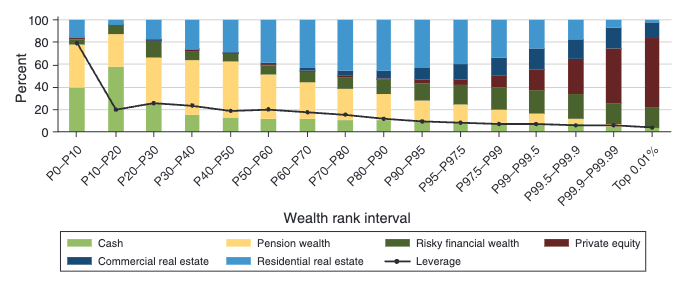 Percent
100
80
60
40
20
0
P0–P10
P10–P20
P20–P30
P30–P40
P40–P50
P50–P60
P60–P70
P70–P80
P80–P90
P90–P95
P95–P97.5
P97.5–P99
P99–P99.5
P99.5–P99.9
P99.9–P99.99
Top 0.01%
Wealth rank interval
Cash Pension wealth Risky financial wealth Private equity
Commercial real estate Residential real estate Leverage